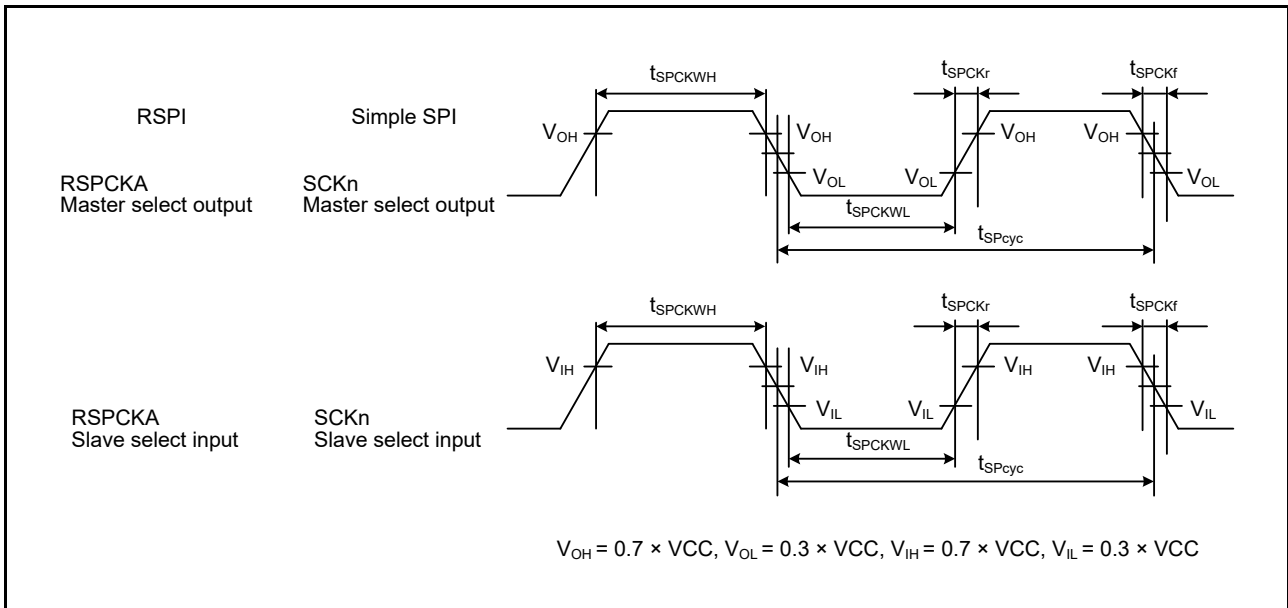 RSPI
Simple SPI
tSPCKWH
tSPCKr
tSPCKf
VOH
VOH
VOH
VOH
RSPCKA
Master select output
SCKn
Master select output
VOL
VOL
VOL
tSPCKWL
tSPcyc
tSPCKWH
tSPCKr
tSPCKf
VIH
VIH
VIH
VIH
RSPCKA
Slave select input
SCKn
Slave select input
VIL
VIL
VIL
tSPCKWL
tSPcyc
VOH = 0.7 × VCC, VOL = 0.3 × VCC, VIH = 0.7 × VCC, VIL = 0.3 × VCC